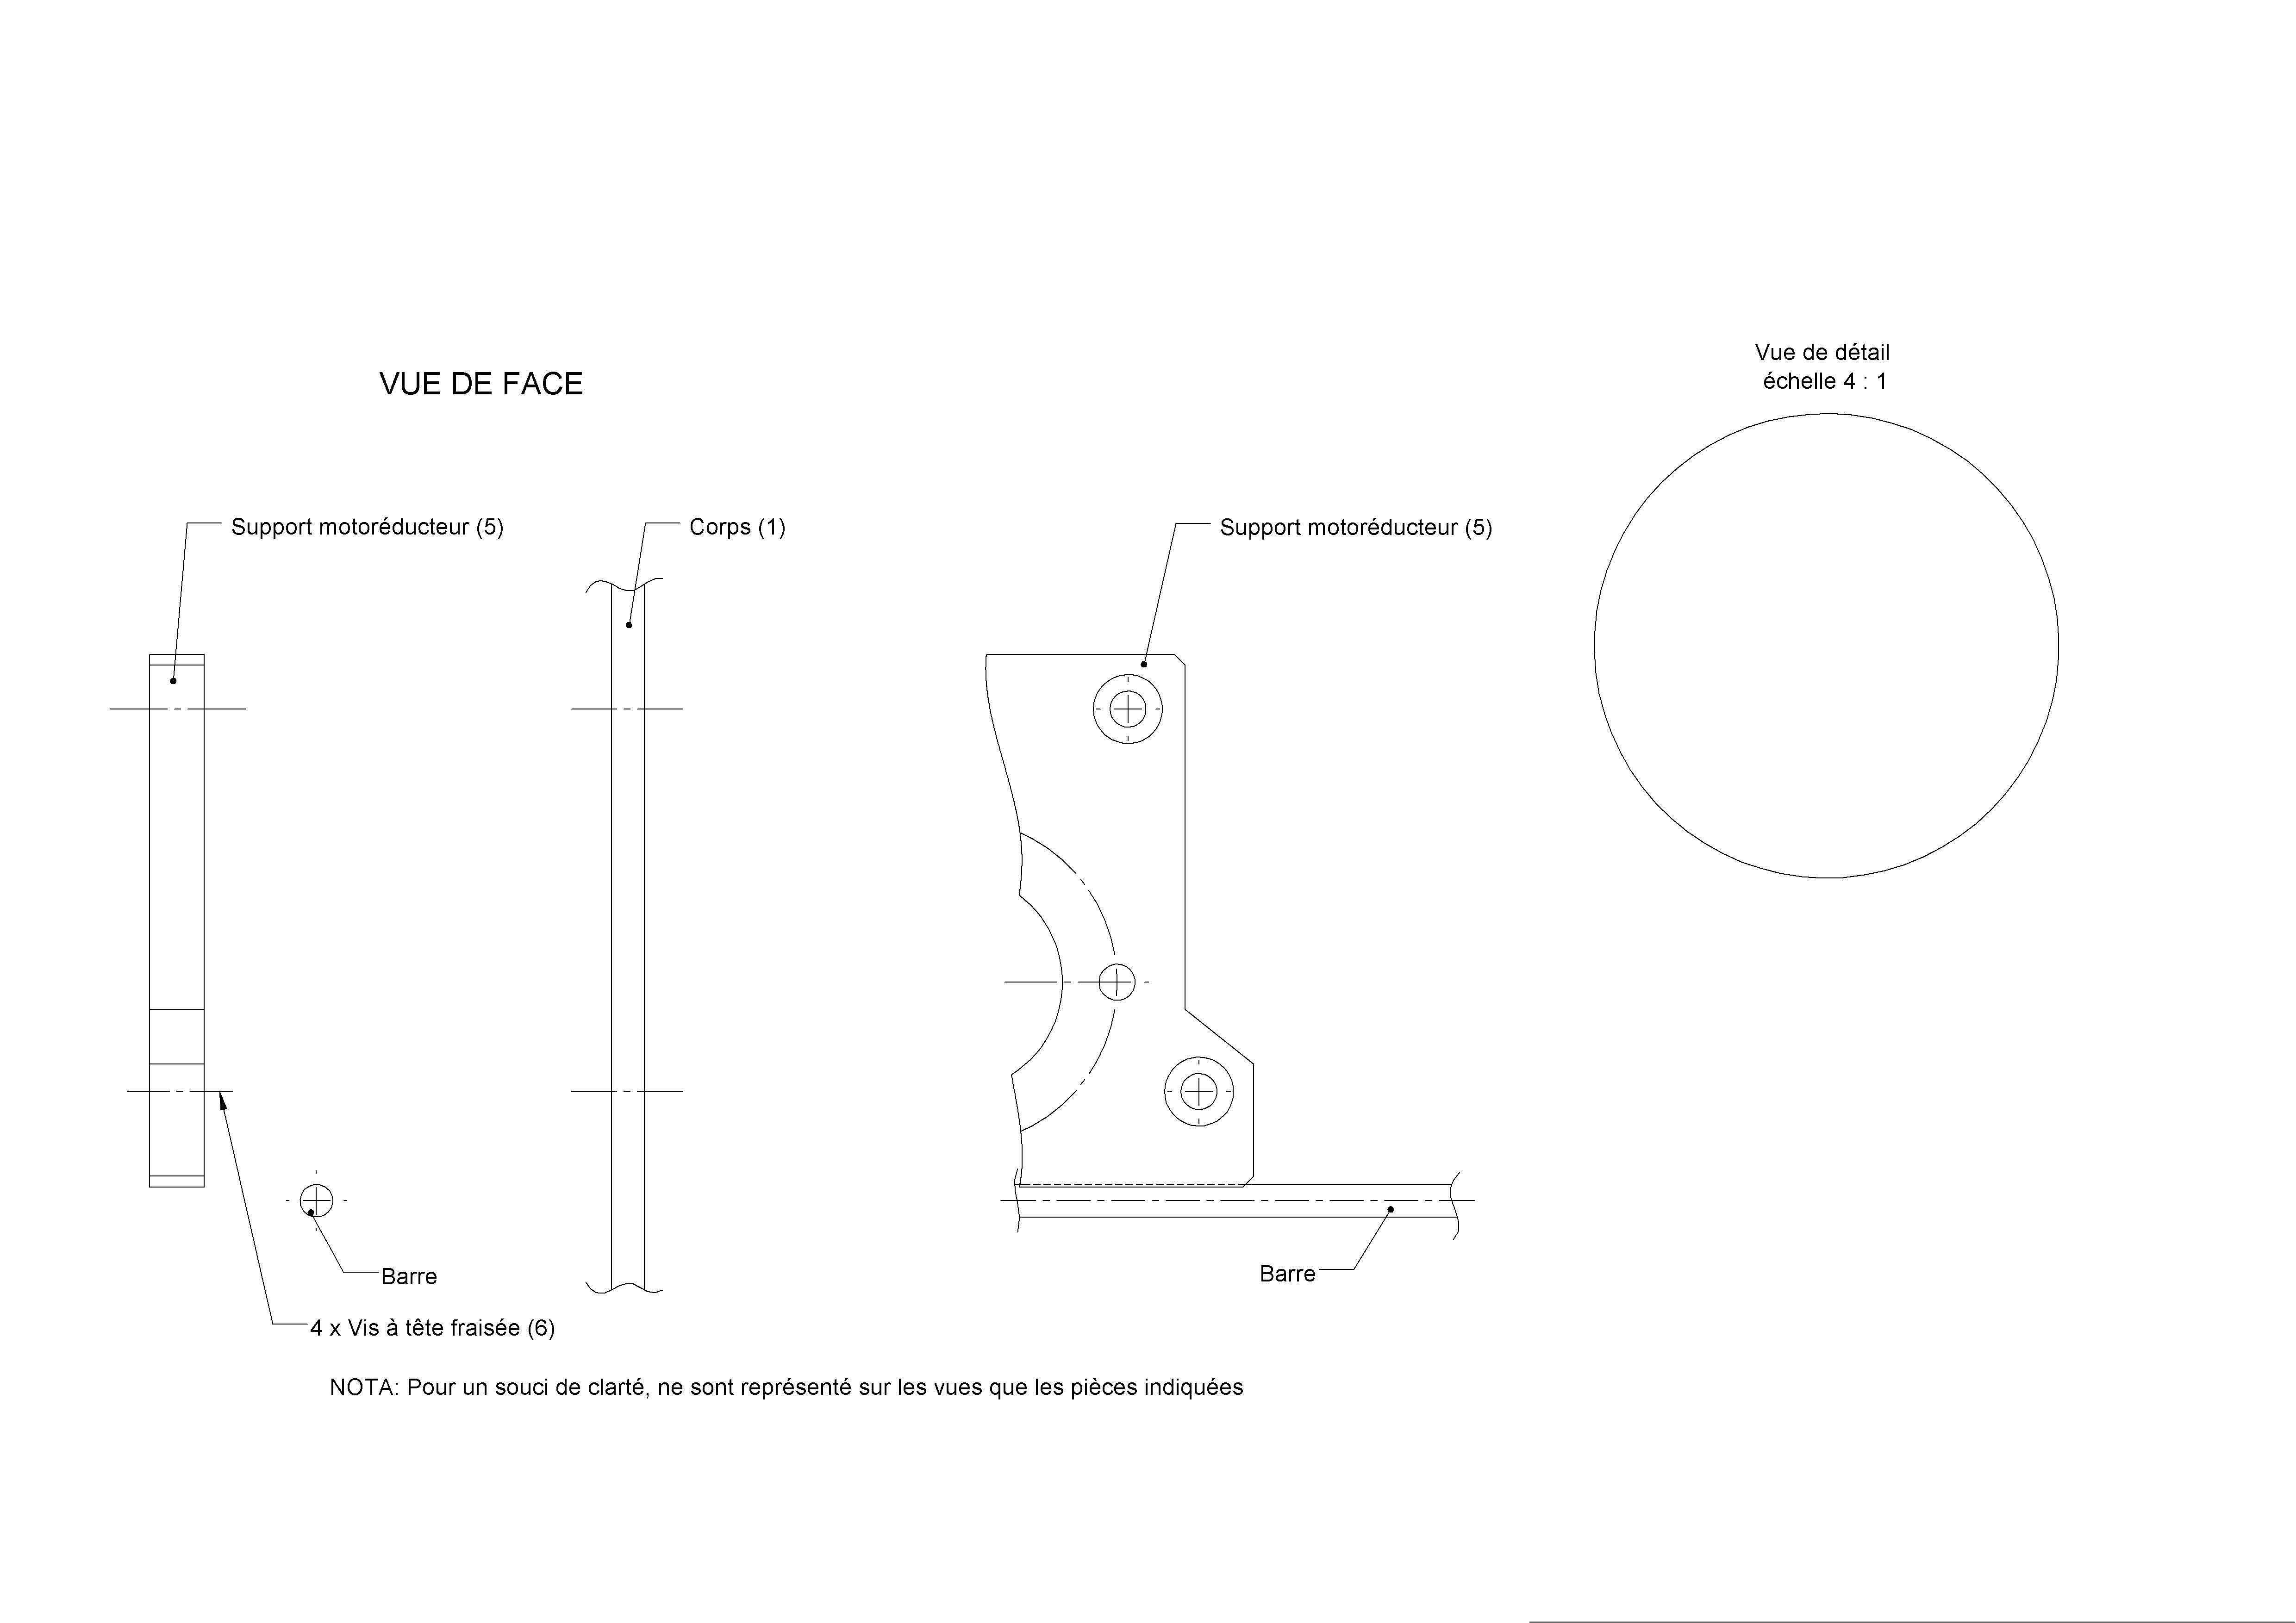 Vue de détail
échelle 4 : 1
VUE DE FACE
Support motoréducteur (5)
Corps (1)
Support motoréducteur (5)
Barre
Barre
4 x Vis à tête fraisée (6)
NOTA: Pour un souci de clarté, ne sont représenté sur les vues que les pièces indiquées